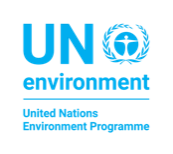 UN
environment
United Nations
Environment Programme